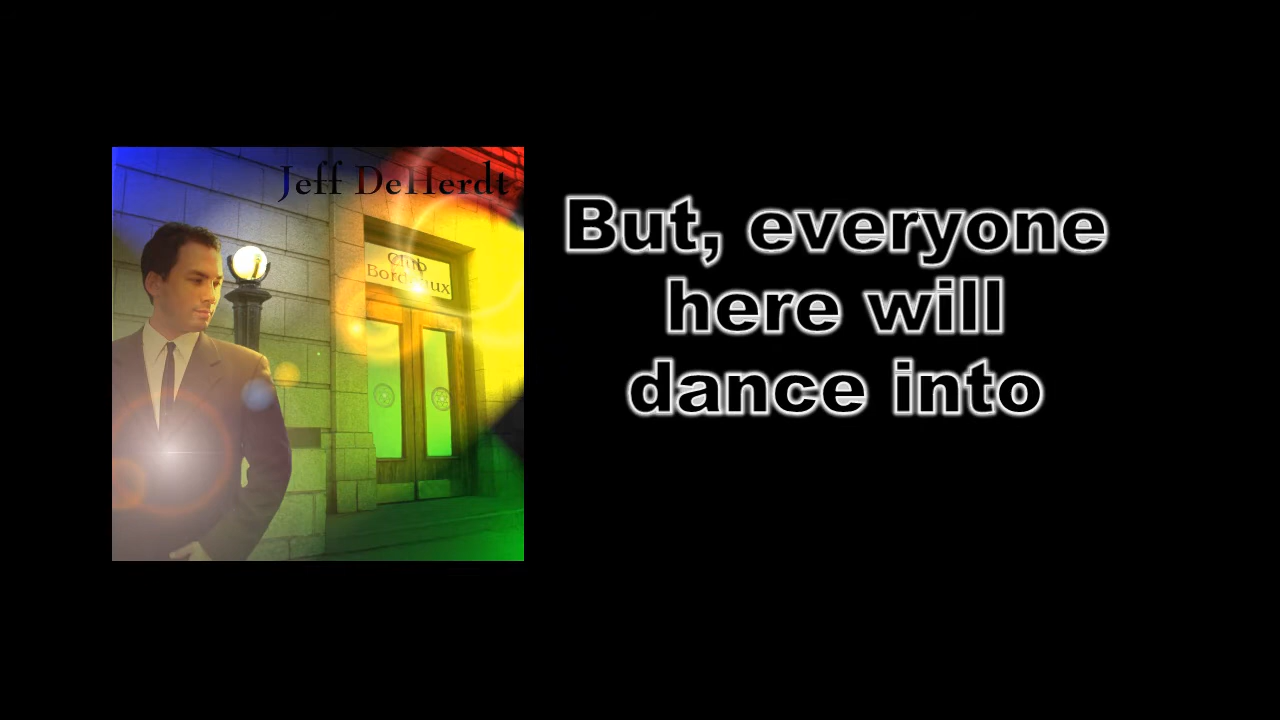 Jeff DeHerdt
Club
Bordeaux
But, everyone
here will
dance into